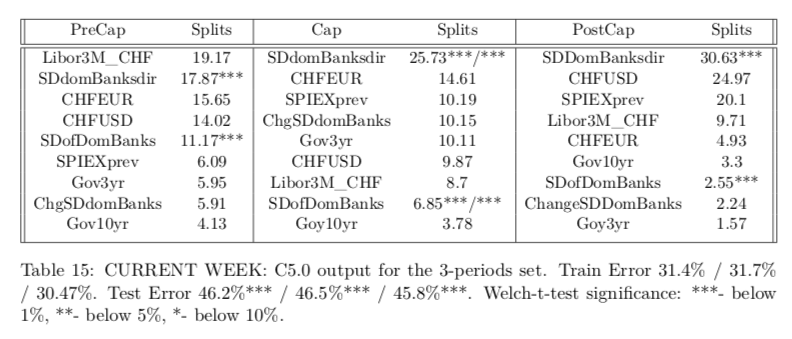 PreCap Splits Cap Splits PostCap Splits
Libor3M_CHF 19.17 SDdomBanksdir 25.73***/*** SDDomBanksdir 30.63***
SDdomBanksdir 17.87*** CHFEUR 14.61 CHFUSD 24.97
CHFEUR 15.65 SPIEXprev 10.19 SPIEXprev 20.1
CHFUSD 14.02 ChgSDdomBanks 10.15 Libor3M_CHF 9.71
SDofDomBanks 11.17*** Gov3yr 10.11 CHFEUR 4.93
SPIEXprev 6.09 CHFUSD 9.87 Gov10yr 3.3
Gov3yr 5.95 Libor3M_CHF 8.7 SDofDomBanks 2.55***
ChgSDdomBanks 5.91 SDofDomBanks 6.85***/*** ChangeSDDomBanks 2.24
Gov10yr 4.13 Goy10yr 3.78 Goy3yr 1.57
Table 15: CURRENT WEEK: C5.0 output for the 3-periods set. Train Error 31.4% / 31.7%
/ 30.47%. Test Error 46.2%*** / 46.5%*** / 45.8%***. Welch-t-test significance: ***- below
1%, **- below 5%, *- below 10%.